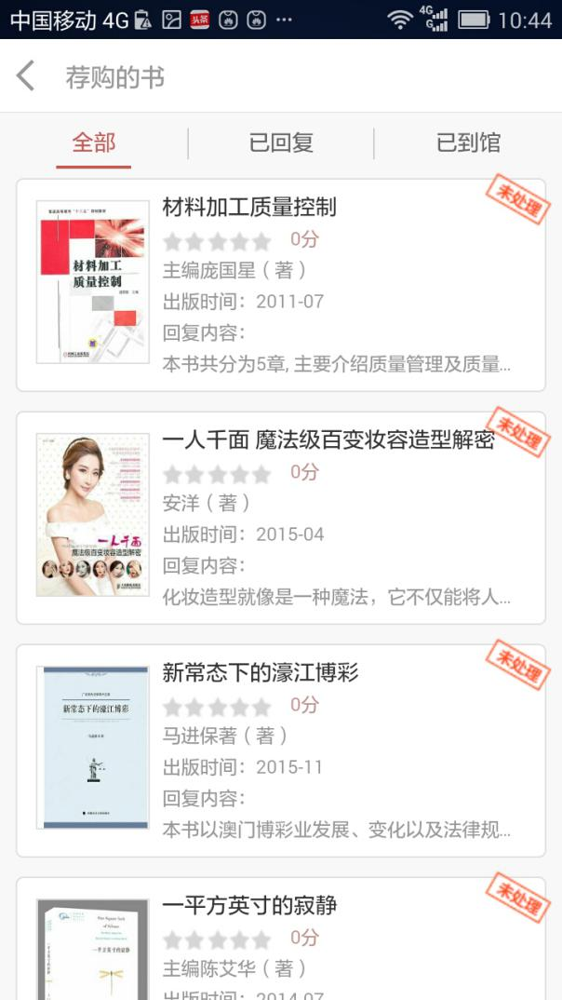 中国移动 4G
头条
4G
G
10:44
荐购的书
全部
已回复
已到馆
未处理
材料加工质量控制
0分
主编庞国星（著）
出版时间：2011-07
回复内容：
本书共分为5章, 主要介绍质量管理及质量...
材料加工
质量控制
未处理
一人千面 魔法级百变妆容造型解密
0分
安洋（著）
出版时间：2015-04
回复内容：
化妆造型就像是一种魔法，它不仅能将人...
一人千面
魔法级百变妆容造型解密
未处理
新常态下的濠江博彩
0分
马进保著（著）
出版时间：2015-11
回复内容：
本书以澳门博彩业发展、变化以及法律规...
新常态下的濠江博彩
未处理
一平方英寸的寂静
0分
主编陈艾华（著）
出版时间：2014-07
One Square Inch
of Silence
一平方英寸的寂静